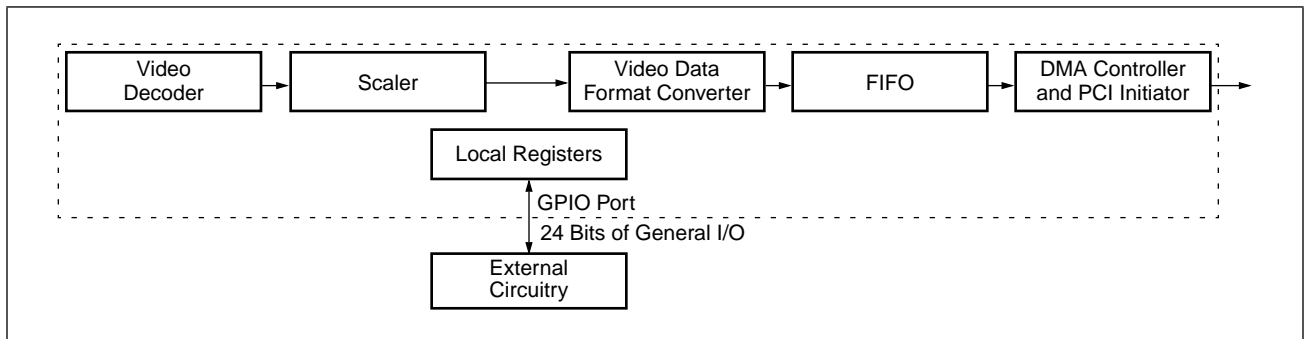 Video
Decoder
Scaler
Video Data
Format Converter
FIFO
DMA Controller
and PCI Initiator
Local Registers
GPIO Port
24 Bits of General I/O
External
Circuitry